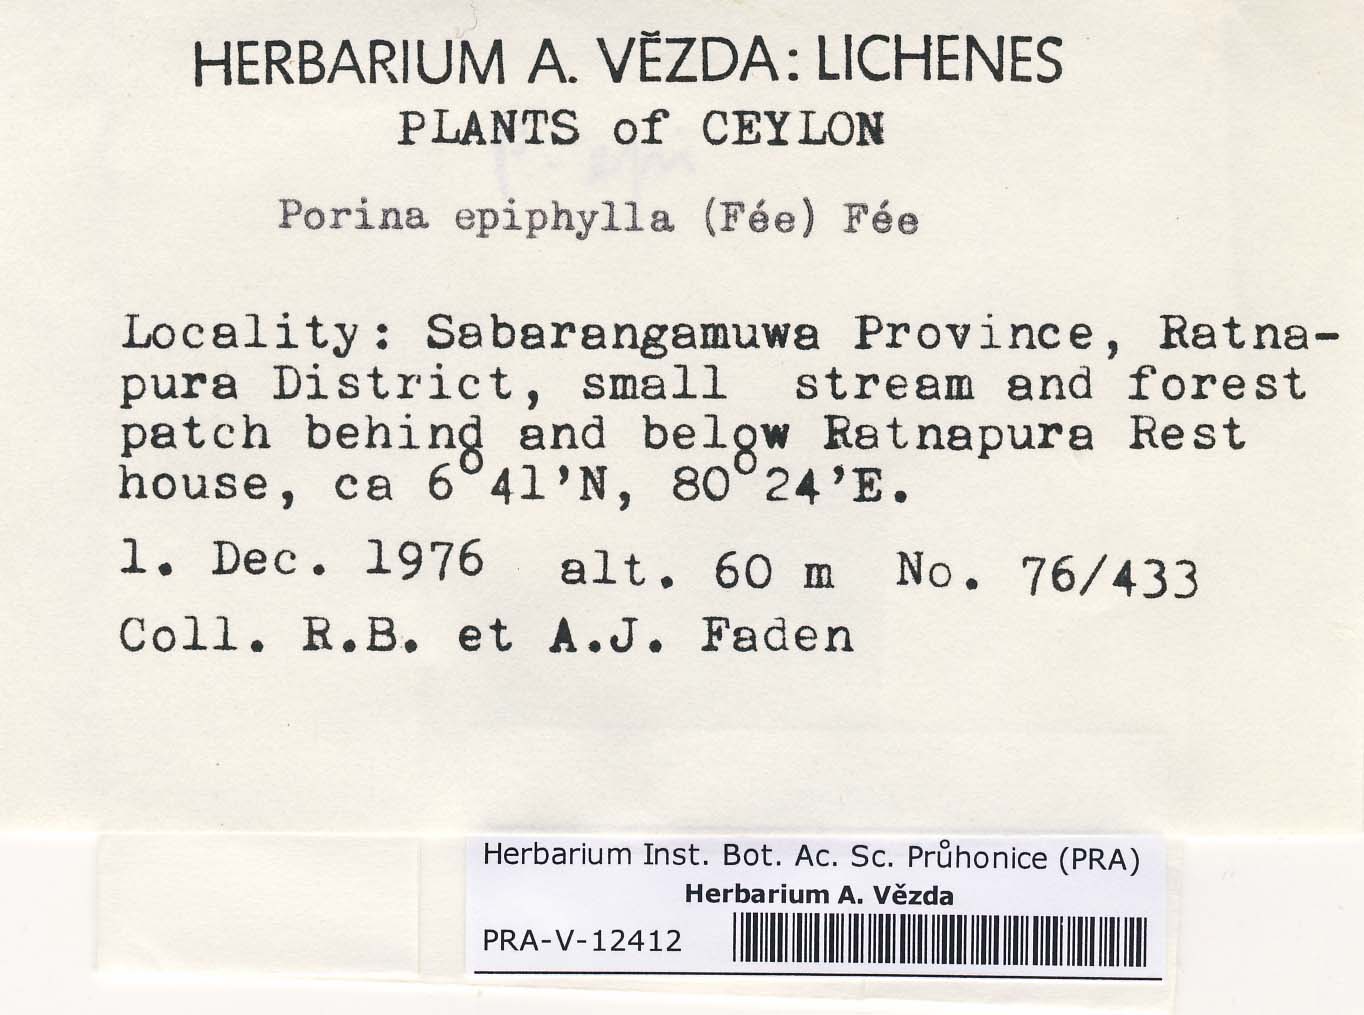 HERBARIUM A. VĚZDA: LICHENES
PLANTS of CEYLON
Porina epiphylla (Fée) Fée
Locality: Sabarangamuwa Province, Ratna-
pura District, small stream and forest
patch behind and below Ratnapura Rest
house, ca 6°41'N, 80°24'E.
1. Dec. 1976 alt. 60 m No. 76/433
Coll. R.B. et A.J. Faden
Herbarium Inst. Bot. Ac. Sc. Průhonice (PRA)
Herbarium A. Vězda
PRA-V-12412